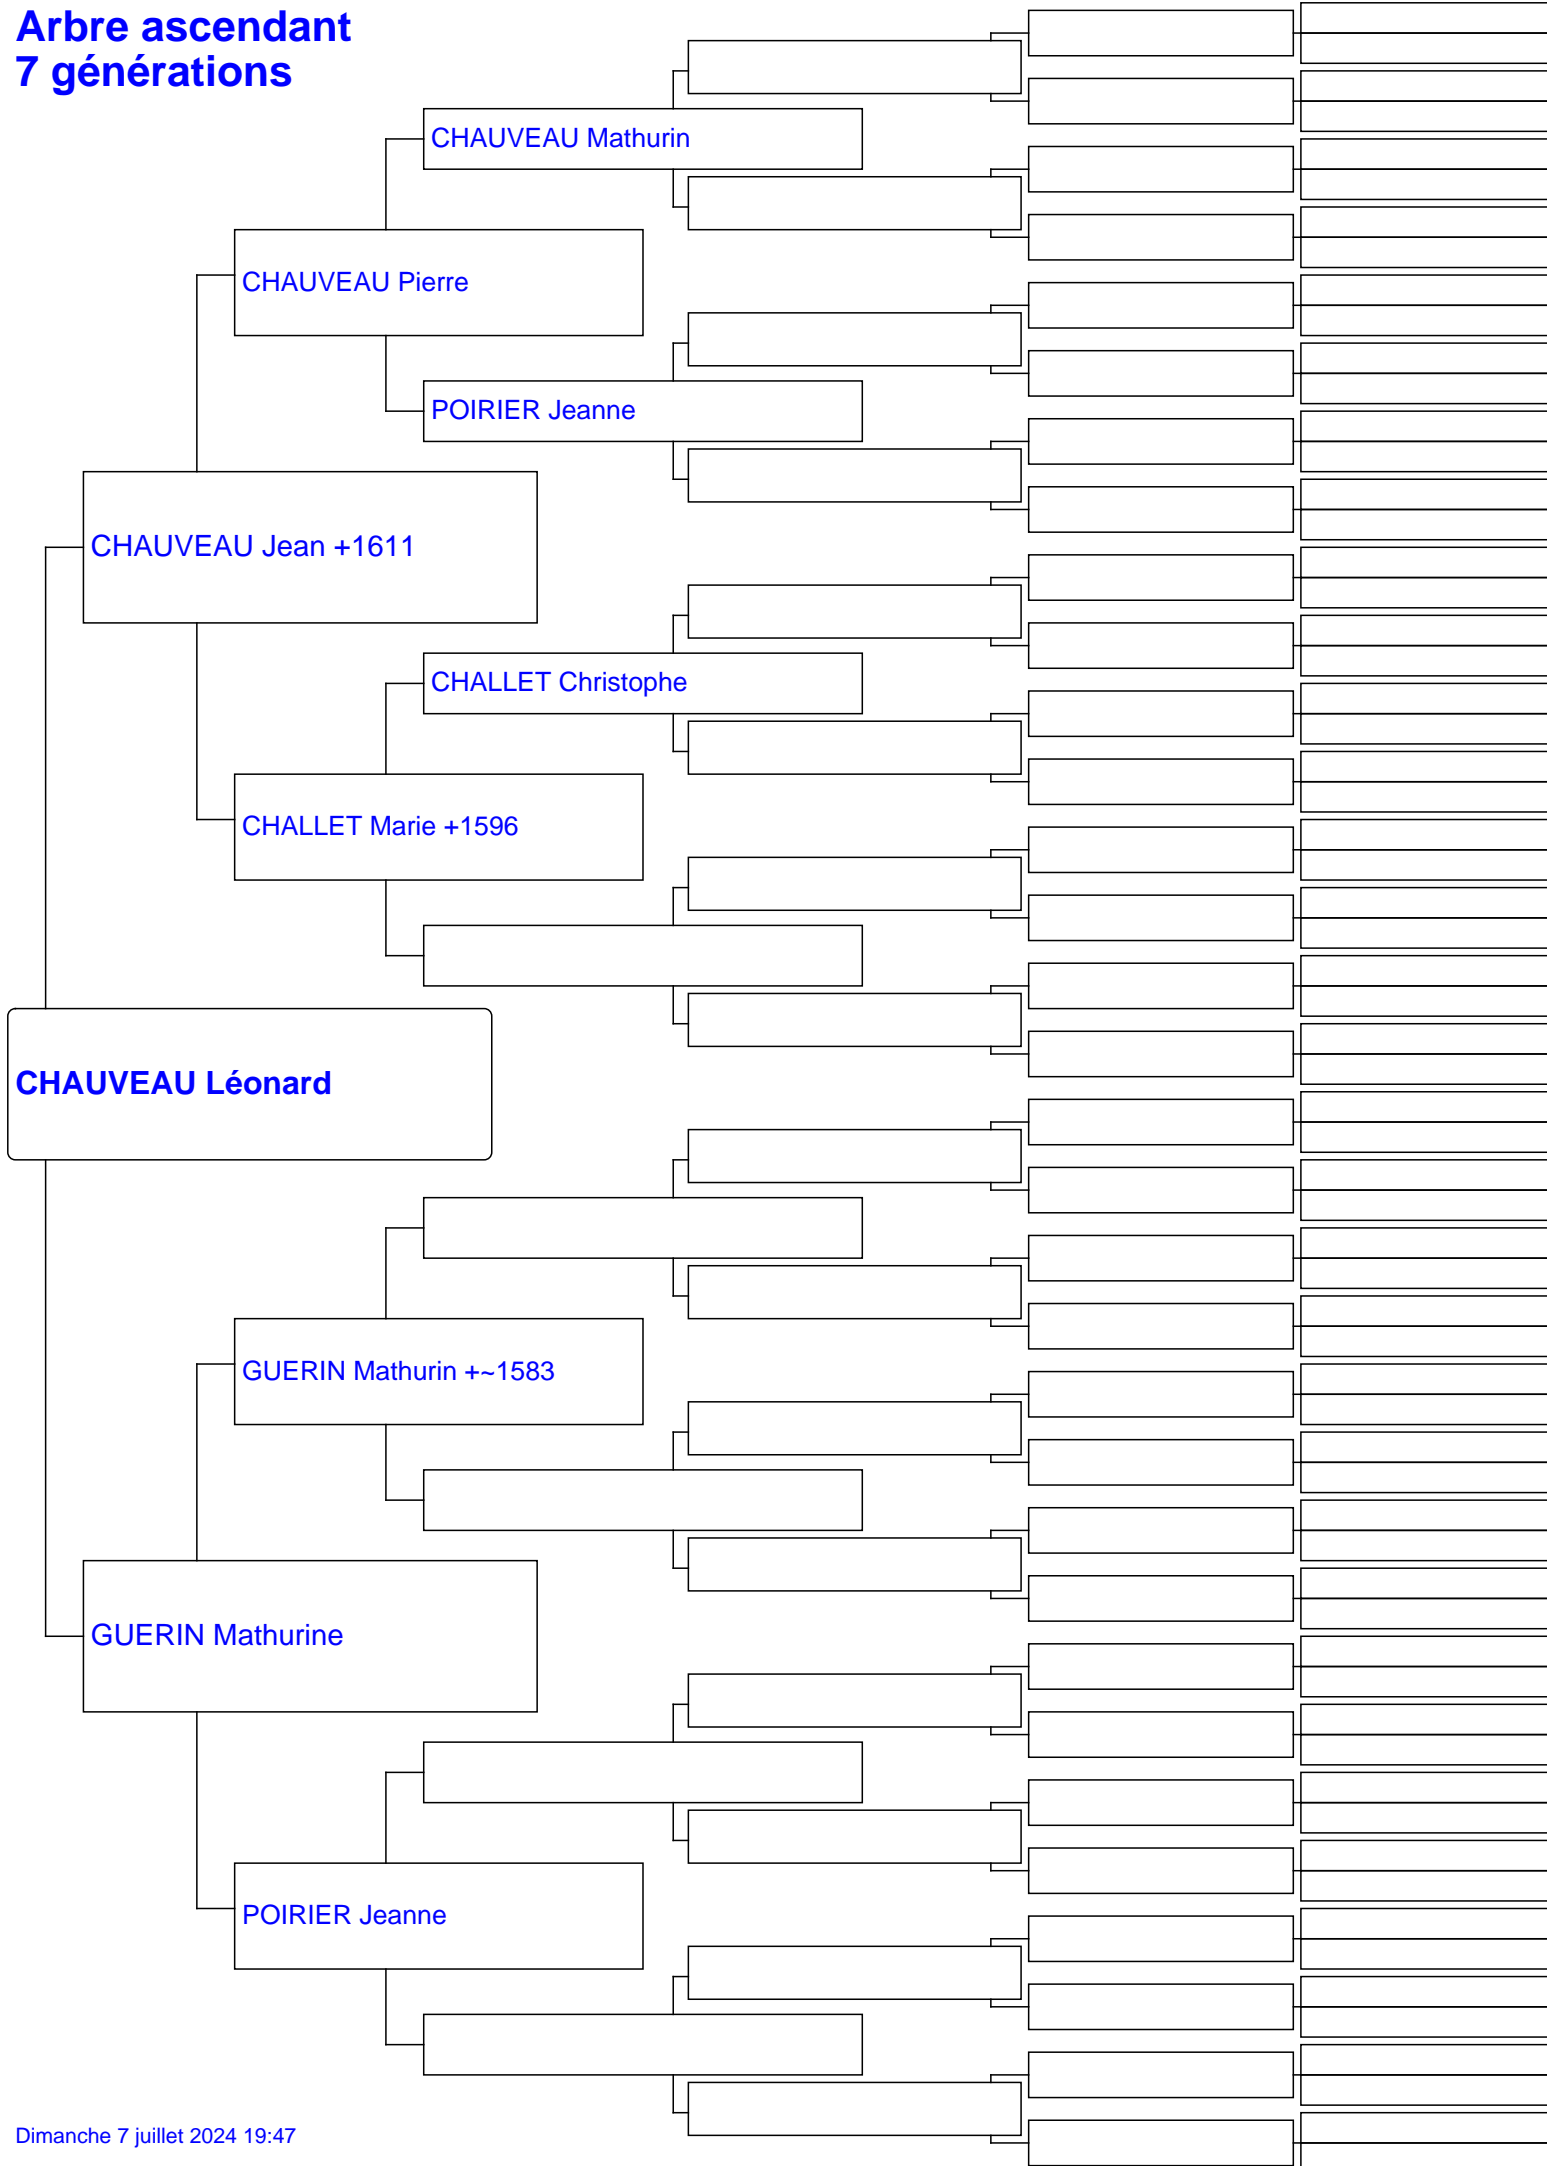 Arbre ascendant
7 générations
CHAUVEAU Mathurin
CHAUVEAU Pierre
POIRIER Jeanne
CHAUVEAU Jean +1611
CHALLET Christophe
CHALLET Marie +1596
CHAUVEAU Léonard
GUERIN Mathurin +~1583
GUERIN Mathurine
POIRIER Jeanne
Dimanche 7 juillet 2024 19:47